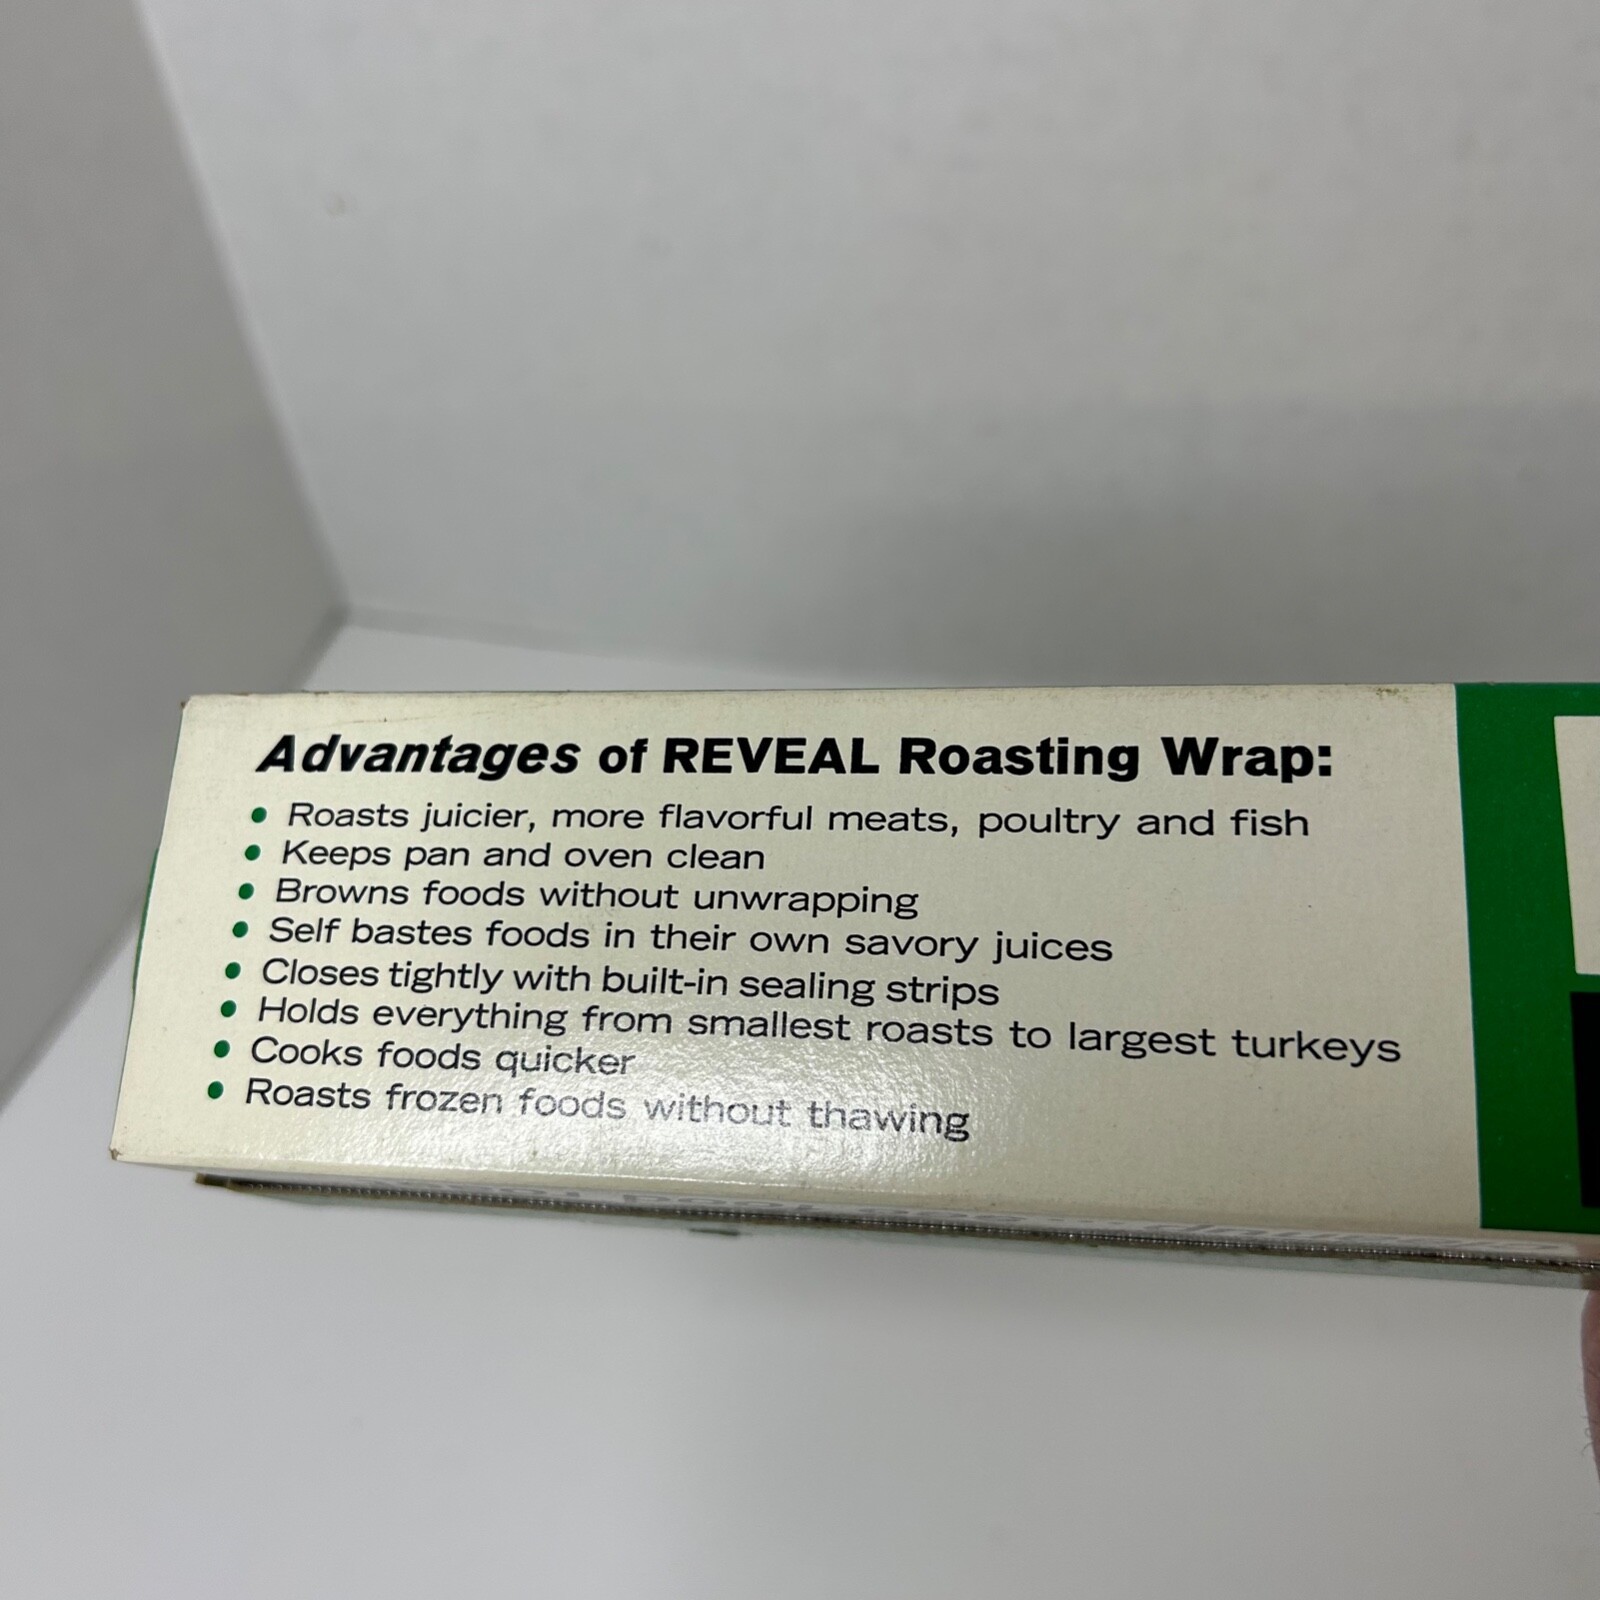 Advantages of REVEAL Roasting Wrap:
• Roasts juicier, more flavorful meats, poultry and fish
• Keeps pan and oven clean
• Browns foods without unwrapping
• Self bastes foods in their own savory juices
• Closes tightly with built-in sealing strips
• Holds everything from smallest roasts to largest turkeys
• Cooks foods quicker
• Roasts frozen foods without thawing